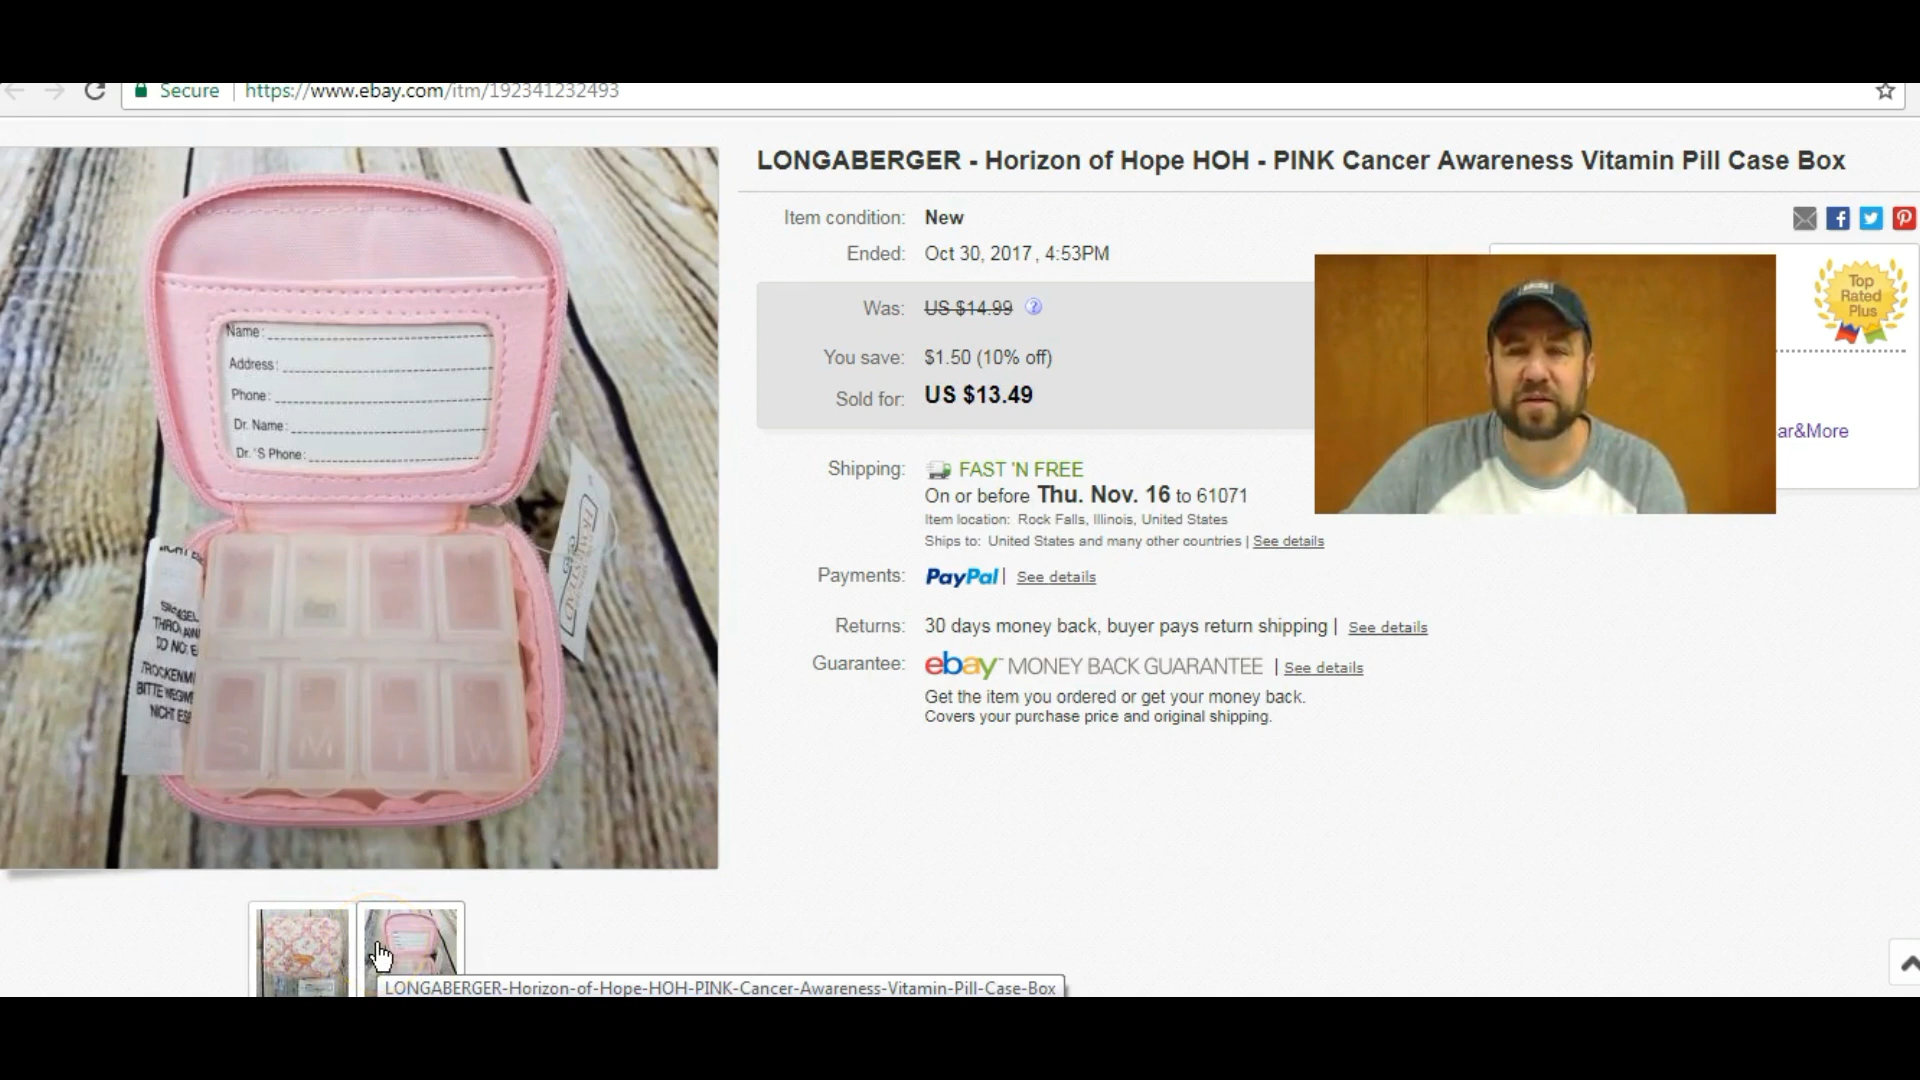 Secure https://www.ebay.com/itm/192341232493
LONGABERGER - Horizon of Hope HOH - PINK Cancer Awareness Vitamin Pill Case Box
Item condition: New
Ended: Oct 30, 2017, 4:53PM
Was: US $14.99
You save: $1.50 (10% off)
Sold for: US $13.49
Shipping: FAST 'N FREE
On or before Thu. Nov. 16 to 61071
Item location: Rock Falls, Illinois, United States
Ships to: United States and many other countries | See details
Payments: PayPal | See details
Returns: 30 days money back, buyer pays return shipping | See details
Guarantee: ebay MONEY BACK GUARANTEE | See details
Get the item you ordered or get your money back.
Covers your purchase price and original shipping.
Top
Rated
Plus
ar&More
Name:
Address:
Phone:
Dr. Name:
Dr.'S Phone:
DO NOT E
BITTE WEGW
NICHT ES
S M T W
LONGABERGER-Horizon-of-Hope-HOH-PINK-Cancer-Awareness-Vitamin-Pill-Case-Box